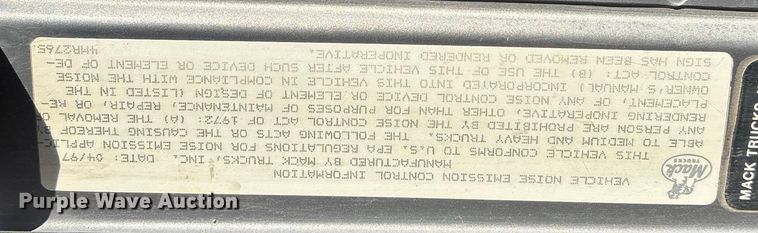 VEHICLE NOISE EMISSION CONTROL INFORMATION
MANUFACTURED BY MACK TRUCKS, INC. DATE: 04/97
THIS VEHICLE CONFORMS TO U.S. EPA REGULATIONS FOR NOISE EMISSION APPLIC-
ABLE TO MEDIUM AND HEAVY TRUCKS. THE FOLLOWING ACTS OR THE CAUSING THEREOF BY
ANY PERSON ARE PROHIBITED BY THE NOISE CONTROL ACT OF 1972: (A) THE REMOVAL OR
RENDERING INOPERATIVE, OTHER THAN FOR PURPOSES OF MAINTENANCE, REPAIR, OR RE-
PLACEMENT, OF ANY NOISE CONTROL DEVICE OR ELEMENT OF DESIGN (LISTED IN THE
OWNER'S MANUAL) INCORPORATED INTO THIS VEHICLE IN COMPLIANCE WITH THE NOISE
CONTROL ACT: (B) THE USE OF THIS VEHICLE AFTER SUCH DEVICE OR ELEMENT OF DE-
SIGN HAS BEEN REMOVED OR RENDERED INOPERATIVE.
4MR2765
Mack
TRUCKS
MACK TRUCKS
Purple Wave Auction